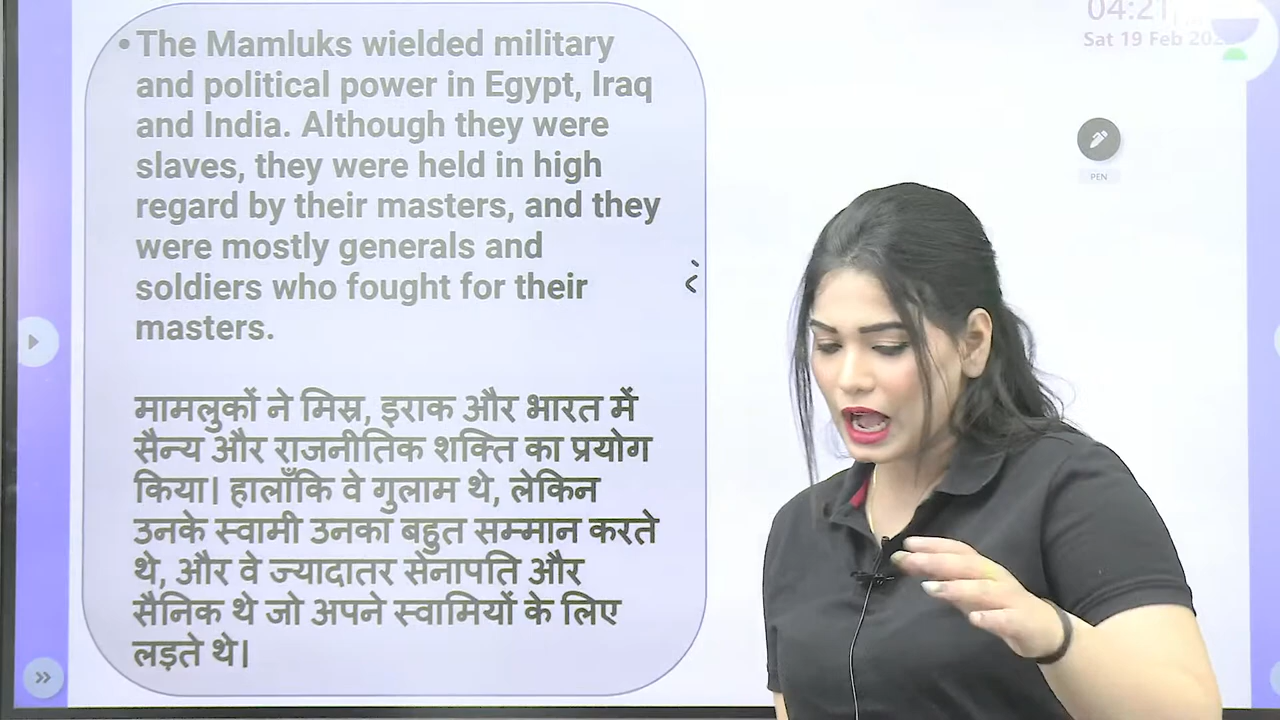 04:21
Sat 19 Feb
• The Mamluks wielded military
and political power in Egypt, Iraq
and India. Although they were
slaves, they were held in high
regard by their masters, and they
were mostly generals and
soldiers who fought for their
masters.
मामलुकों ने मिस्र, इराक और भारत में
सैन्य और राजनीतिक शक्ति का प्रयोग
किया। हालाँकि वे गुलाम थे, लेकिन
उनके स्वामी उनका बहुत सम्मान करते
थे, और वे ज्यादातर सेनापति और
सैनिक थे जो अपने स्वामियों के लिए
लड़ते थे।
PEN